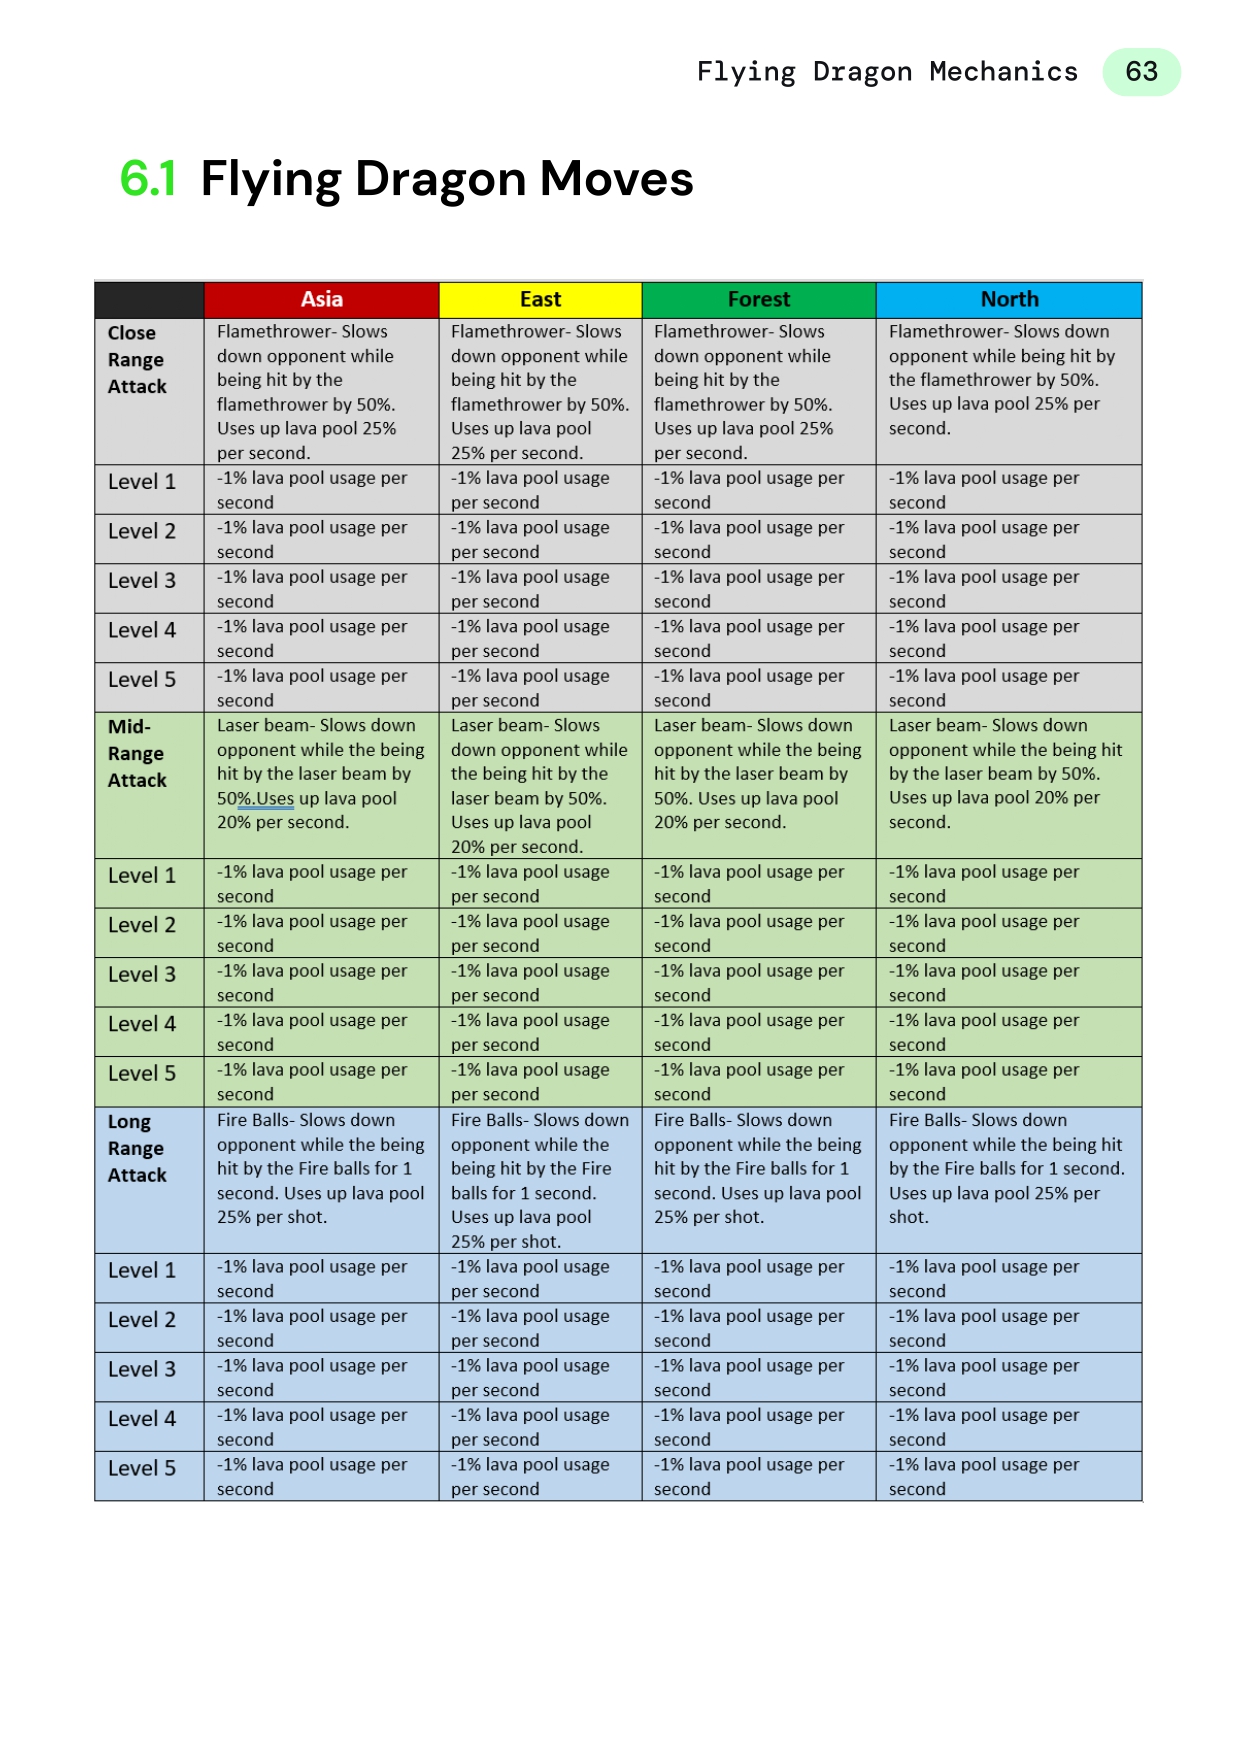 Flying Dragon Mechanics 63
6.1 Flying Dragon Moves
Asia East Forest North
Close
Range
Attack
Flamethrower- Slows
down opponent while
being hit by the
flamethrower by 50%.
Uses up lava pool 25%
per second.
Flamethrower- Slows
down opponent while
being hit by the
flamethrower by 50%.
Uses up lava pool
25% per second.
Flamethrower- Slows
down opponent while
being hit by the
flamethrower by 50%.
Uses up lava pool 25%
per second.
Flamethrower- Slows down
opponent while being hit by
the flamethrower by 50%.
Uses up lava pool 25% per
second.
Level 1
-1% lava pool usage per
second
-1% lava pool usage
per second
-1% lava pool usage per
second
-1% lava pool usage per
second
Level 2
-1% lava pool usage per
second
-1% lava pool usage
per second
-1% lava pool usage per
second
-1% lava pool usage per
second
Level 3
-1% lava pool usage per
second
-1% lava pool usage
per second
-1% lava pool usage per
second
-1% lava pool usage per
second
Level 4
-1% lava pool usage per
second
-1% lava pool usage
per second
-1% lava pool usage per
second
-1% lava pool usage per
second
Level 5
-1% lava pool usage per
second
-1% lava pool usage
per second
-1% lava pool usage per
second
-1% lava pool usage per
second
Mid-
Range
Attack
Laser beam- Slows down
opponent while the being
hit by the laser beam by
50%.Uses up lava pool
20% per second.
Laser beam- Slows
down opponent while
the being hit by the
laser beam by 50%.
Uses up lava pool
20% per second.
Laser beam- Slows down
opponent while the being
hit by the laser beam by
50%. Uses up lava pool
20% per second.
Laser beam- Slows down
opponent while the being hit
by the laser beam by 50%.
Uses up lava pool 20% per
second.
Level 1
-1% lava pool usage per
second
-1% lava pool usage
per second
-1% lava pool usage per
second
-1% lava pool usage per
second
Level 2
-1% lava pool usage per
second
-1% lava pool usage
per second
-1% lava pool usage per
second
-1% lava pool usage per
second
Level 3
-1% lava pool usage per
second
-1% lava pool usage
per second
-1% lava pool usage per
second
-1% lava pool usage per
second
Level 4
-1% lava pool usage per
second
-1% lava pool usage
per second
-1% lava pool usage per
second
-1% lava pool usage per
second
Level 5
-1% lava pool usage per
second
-1% lava pool usage
per second
-1% lava pool usage per
second
-1% lava pool usage per
second
Long
Range
Attack
Fire Balls- Slows down
opponent while the being
hit by the Fire balls for 1
second. Uses up lava pool
25% per shot.
Fire Balls- Slows down
opponent while the
being hit by the Fire
balls for 1 second.
Uses up lava pool
25% per shot.
Fire Balls- Slows down
opponent while the being
hit by the Fire balls for 1
second. Uses up lava pool
25% per shot.
Fire Balls- Slows down
opponent while the being hit
by the Fire balls for 1 second.
Uses up lava pool 25% per
shot.
Level 1
-1% lava pool usage per
second
-1% lava pool usage
per second
-1% lava pool usage per
second
-1% lava pool usage per
second
Level 2
-1% lava pool usage per
second
-1% lava pool usage
per second
-1% lava pool usage per
second
-1% lava pool usage per
second
Level 3
-1% lava pool usage per
second
-1% lava pool usage
per second
-1% lava pool usage per
second
-1% lava pool usage per
second
Level 4
-1% lava pool usage per
second
-1% lava pool usage
per second
-1% lava pool usage per
second
-1% lava pool usage per
second
Level 5
-1% lava pool usage per
second
-1% lava pool usage
per second
-1% lava pool usage per
second
-1% lava pool usage per
second